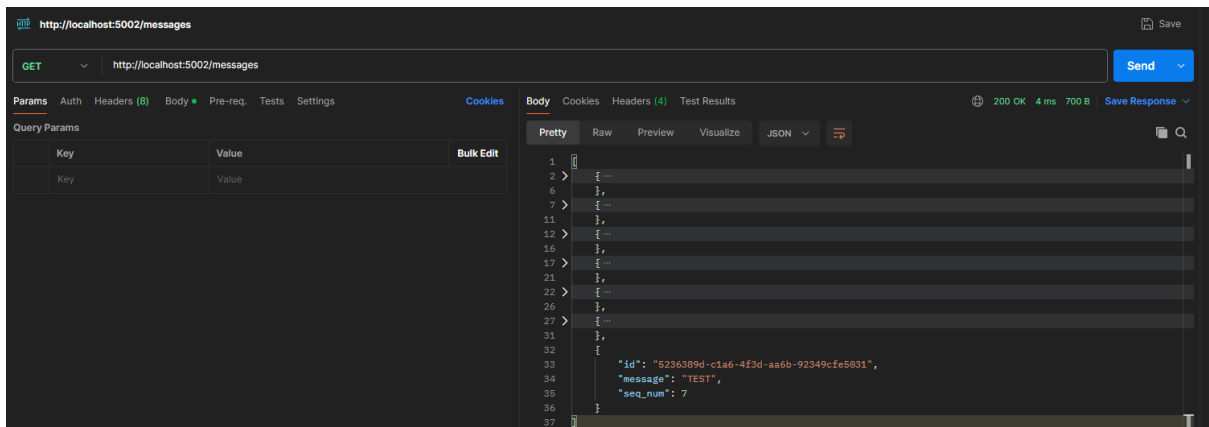 HTTP http://localhost:5002/messages Save
GET http://localhost:5002/messages Send
Params Auth Headers (8) Body Pre-req. Tests Settings Cookies
Query Params
Key Value Bulk Edit
Key Value
Body Cookies Headers (4) Test Results 200 OK 4 ms 700 B Save Response
Pretty Raw Preview Visualize JSON
1 [
2 { ...
6 },
7 { ...
11 },
12 { ...
16 },
17 { ...
21 },
22 { ...
26 },
27 { ...
31 },
32 {
33 "id": "5236389d-c1a6-4f3d-aa6b-92349cfe5031",
34 "message": "TEST",
35 "seq_num": 7
36 }
37 ]